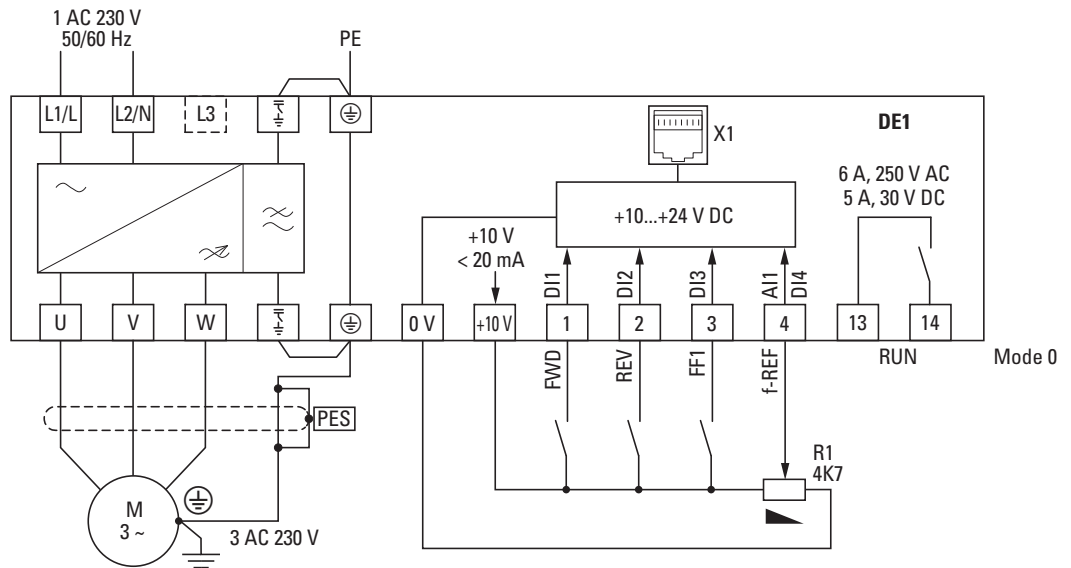 1 AC 230 V
50/60 Hz
PE
L1/L
L2/N
L3
X1
DE1
6 A, 250 V AC
5 A, 30 V DC
+10...+24 V DC
+10 V
< 20 mA
DI1
DI2
DI3
AI1
DI4
U
V
W
0 V
+10 V
1
2
3
4
13
14
FWD
REV
FF1
f-REF
RUN
Mode 0
PES
R1
4K7
M
3 ~
3 AC 230 V